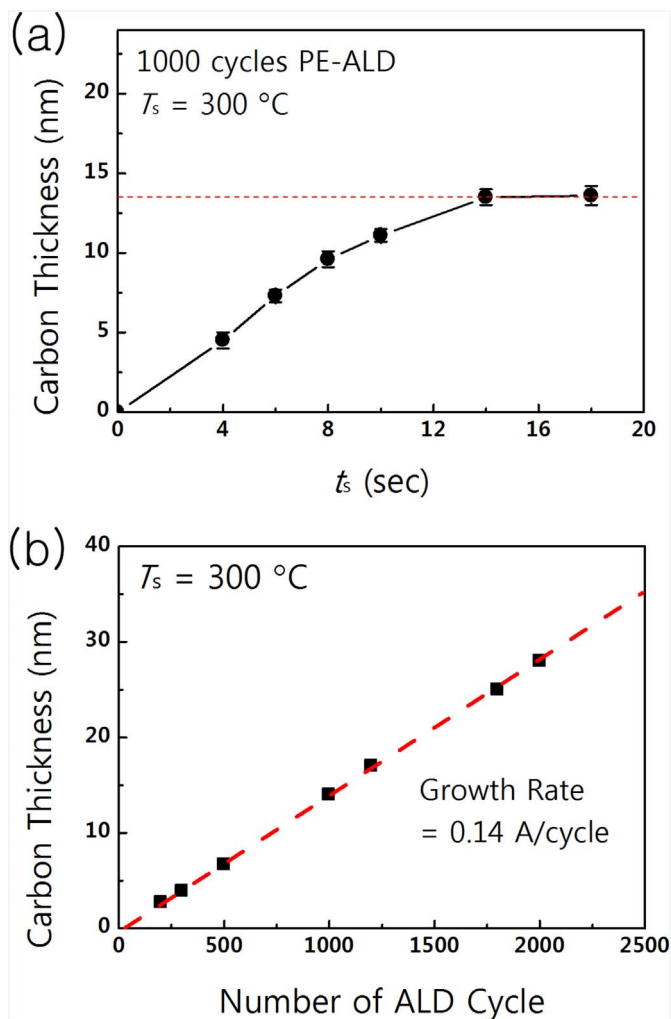 (a)
1000 cycles PE-ALD
Ts = 300 °C
Carbon Thickness (nm)
20
15
10
5
0
0 4 8 12 16 20
ts (sec)
(b)
Ts = 300 °C
Carbon Thickness (nm)
40
30
20
10
0
Growth Rate
= 0.14 A/cycle
0 500 1000 1500 2000 2500
Number of ALD Cycle